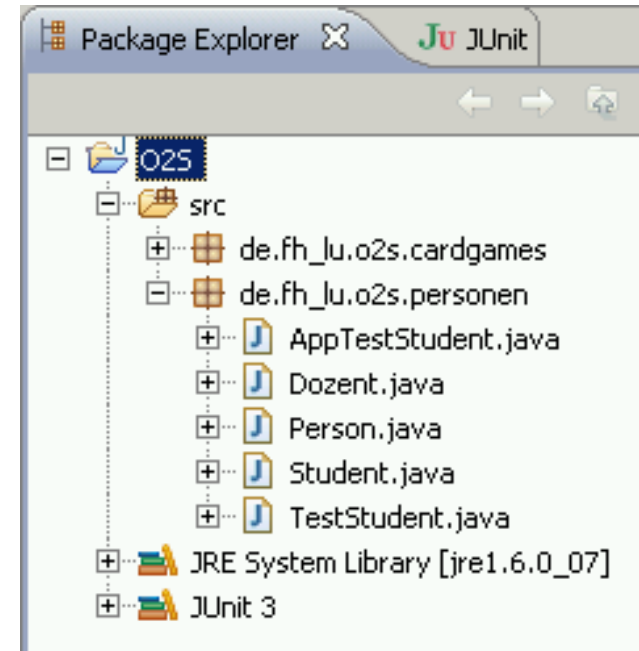 Package Explorer JU JUnit
O2S
src
de.fh_lu.o2s.cardgames
de.fh_lu.o2s.personen
J AppTestStudent.java
J Dozent.java
J Person.java
J Student.java
J TestStudent.java
JRE System Library [jre1.6.0_07]
JUnit 3